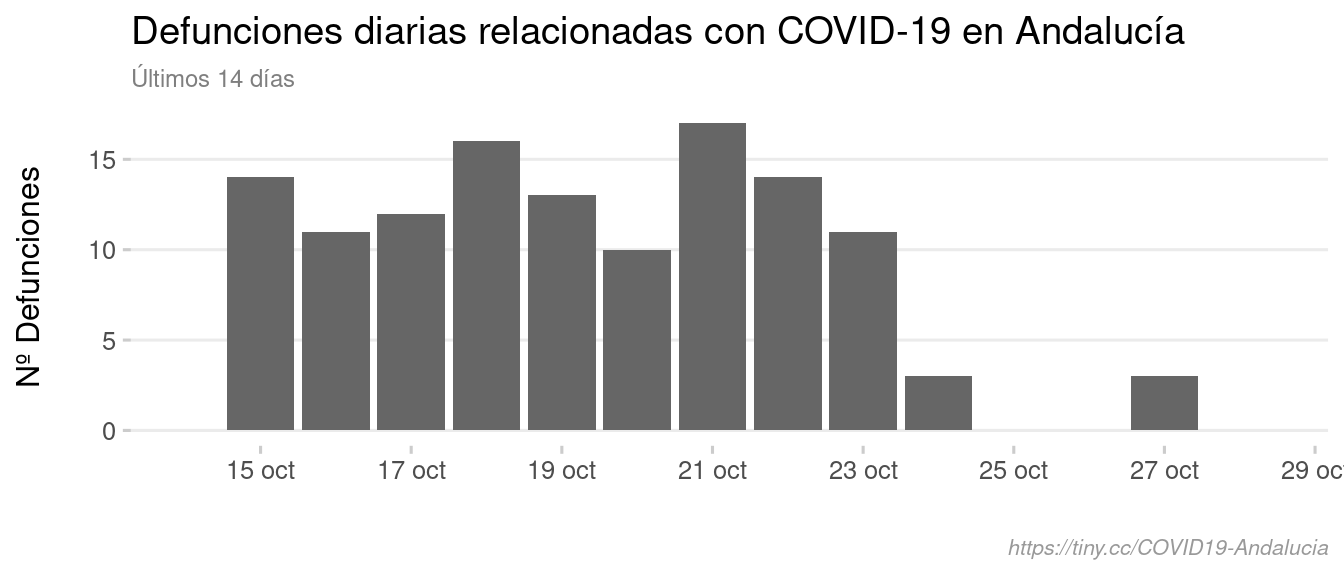 Defunciones diarias relacionadas con COVID-19 en Andalucía
Últimos 14 días
Nº Defunciones
15
10
5
0
15 oct
17 oct
19 oct
21 oct
23 oct
25 oct
27 oct
29 oct
https://tiny.cc/COVID19-Andalucia